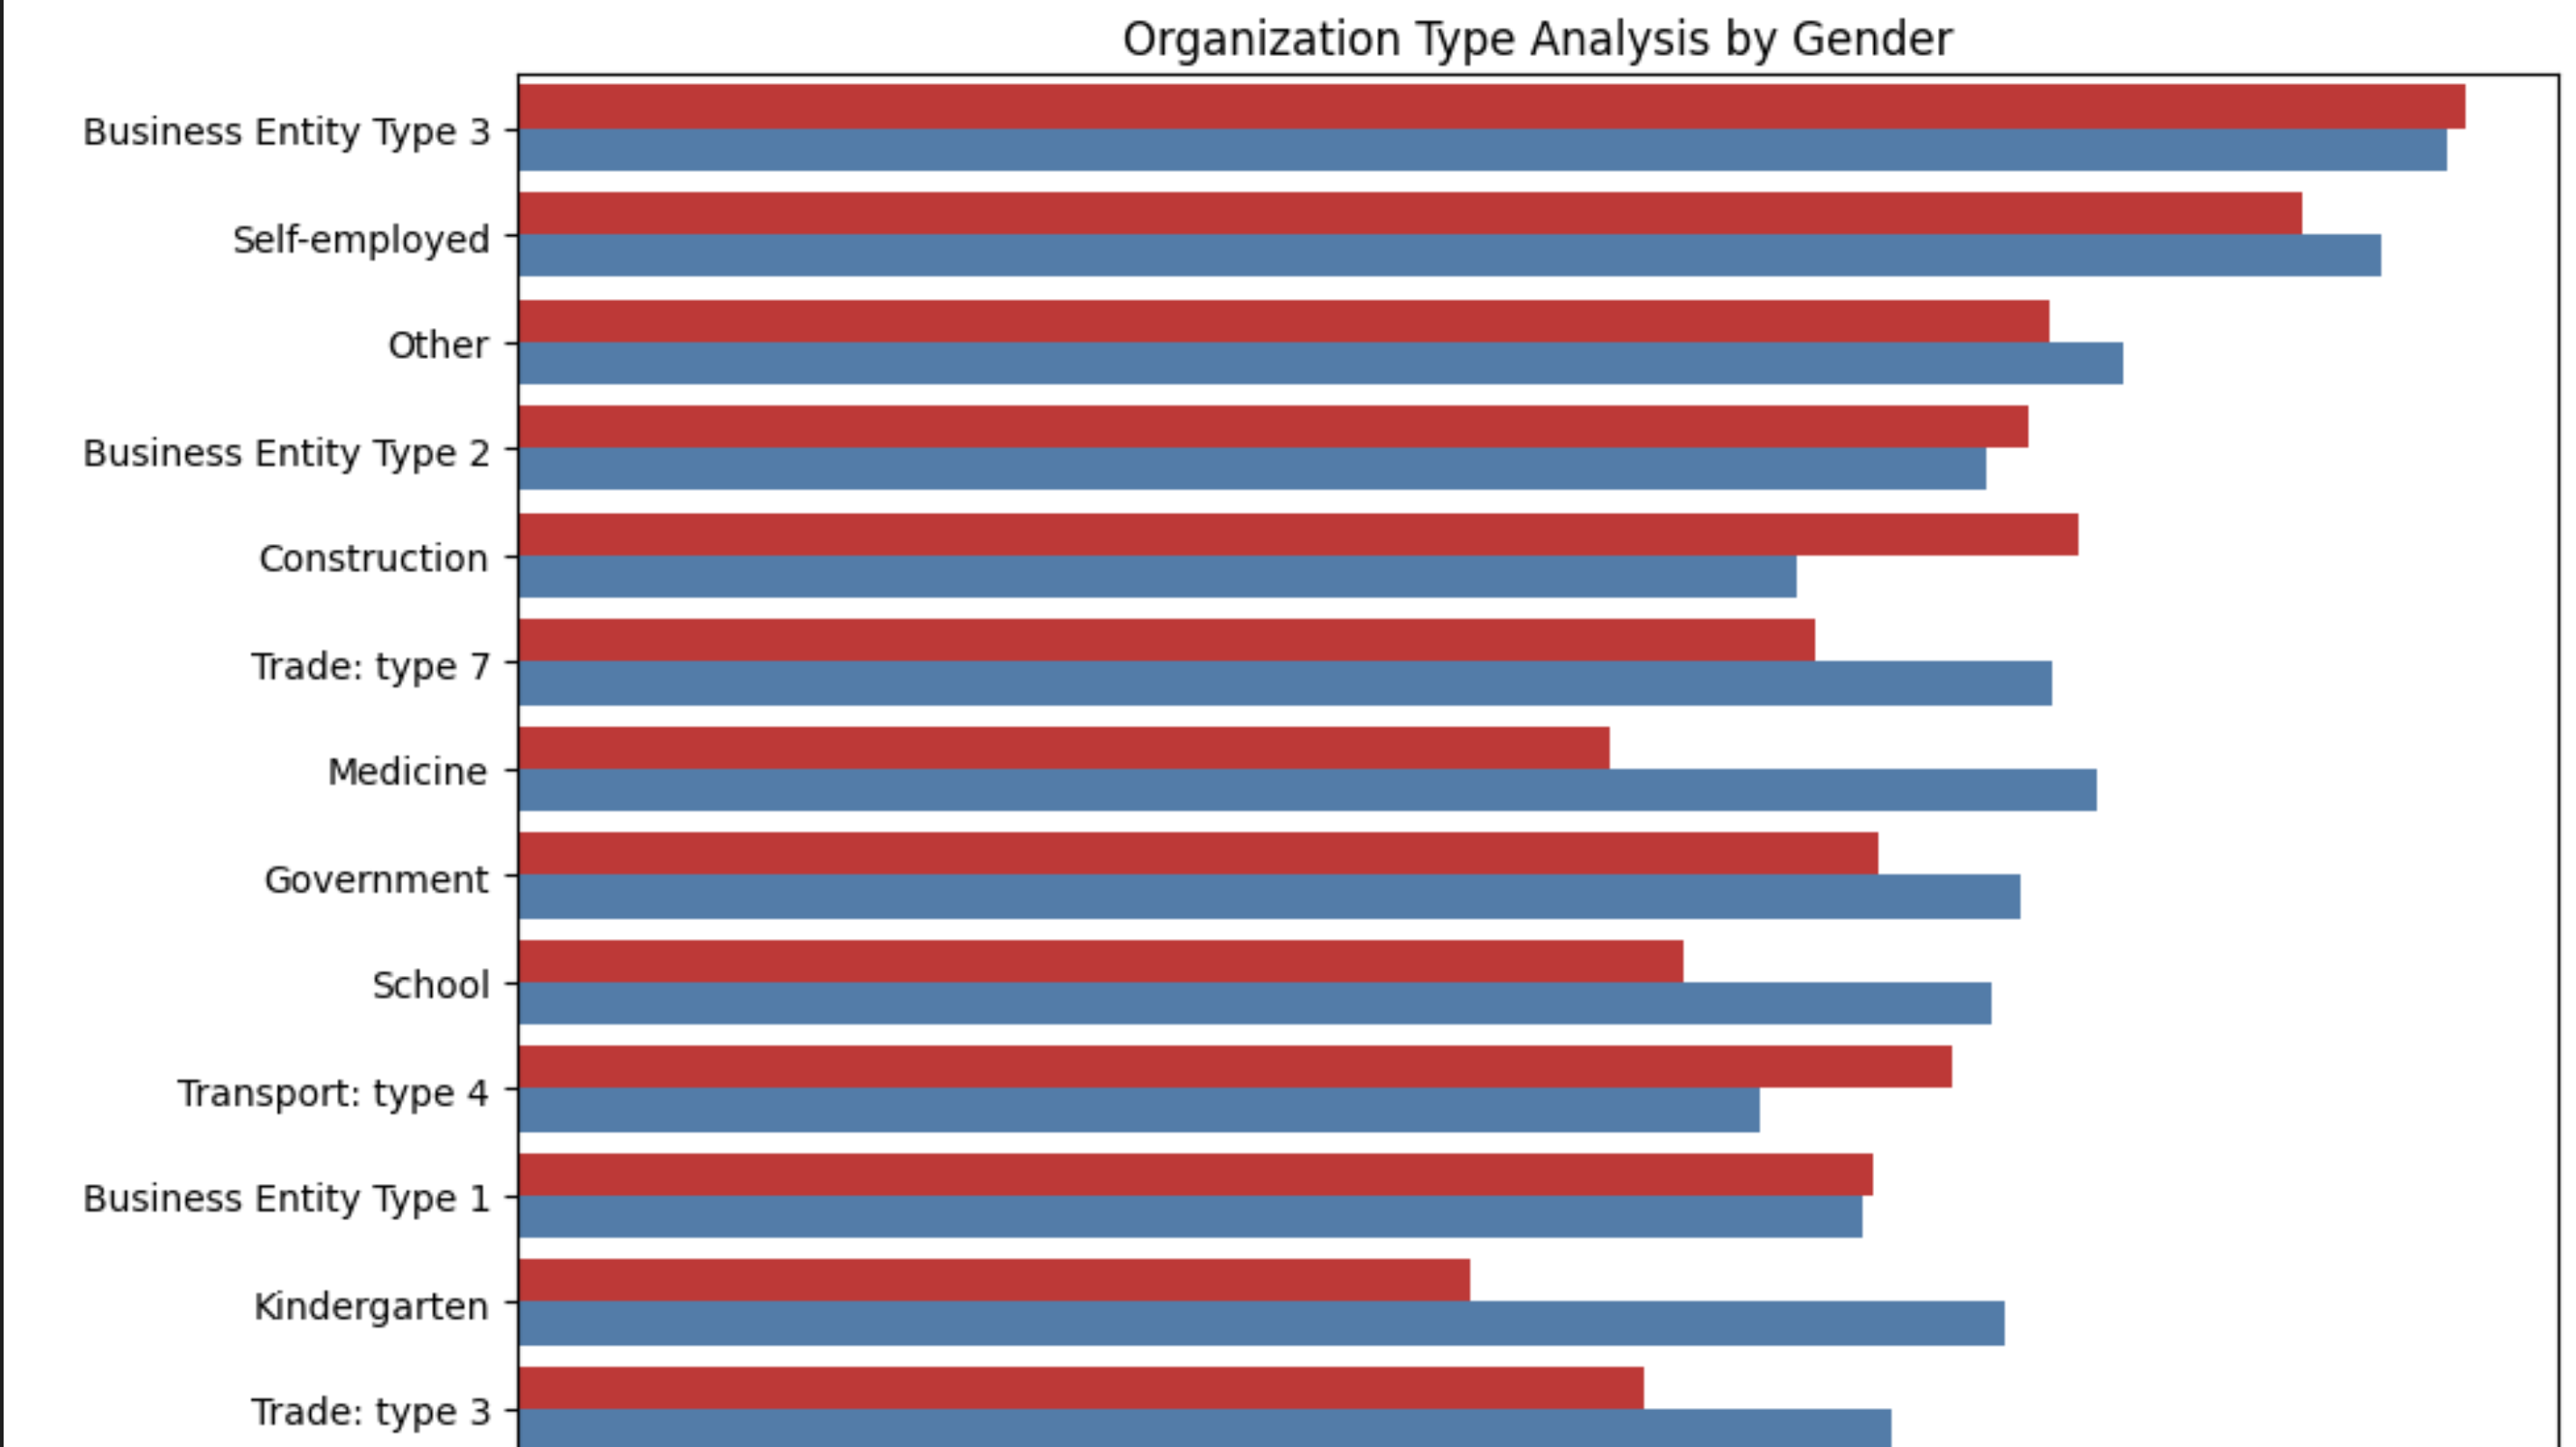 Organization Type Analysis by Gender
Business Entity Type 3
Self-employed
Other
Business Entity Type 2
Construction
Trade: type 7
Medicine
Government
School
Transport: type 4
Business Entity Type 1
Kindergarten
Trade: type 3